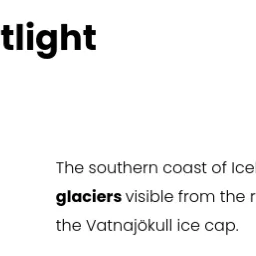 tlight
The southern coast of Icel
glaciers visible from the r
the Vatnajökull ice cap.